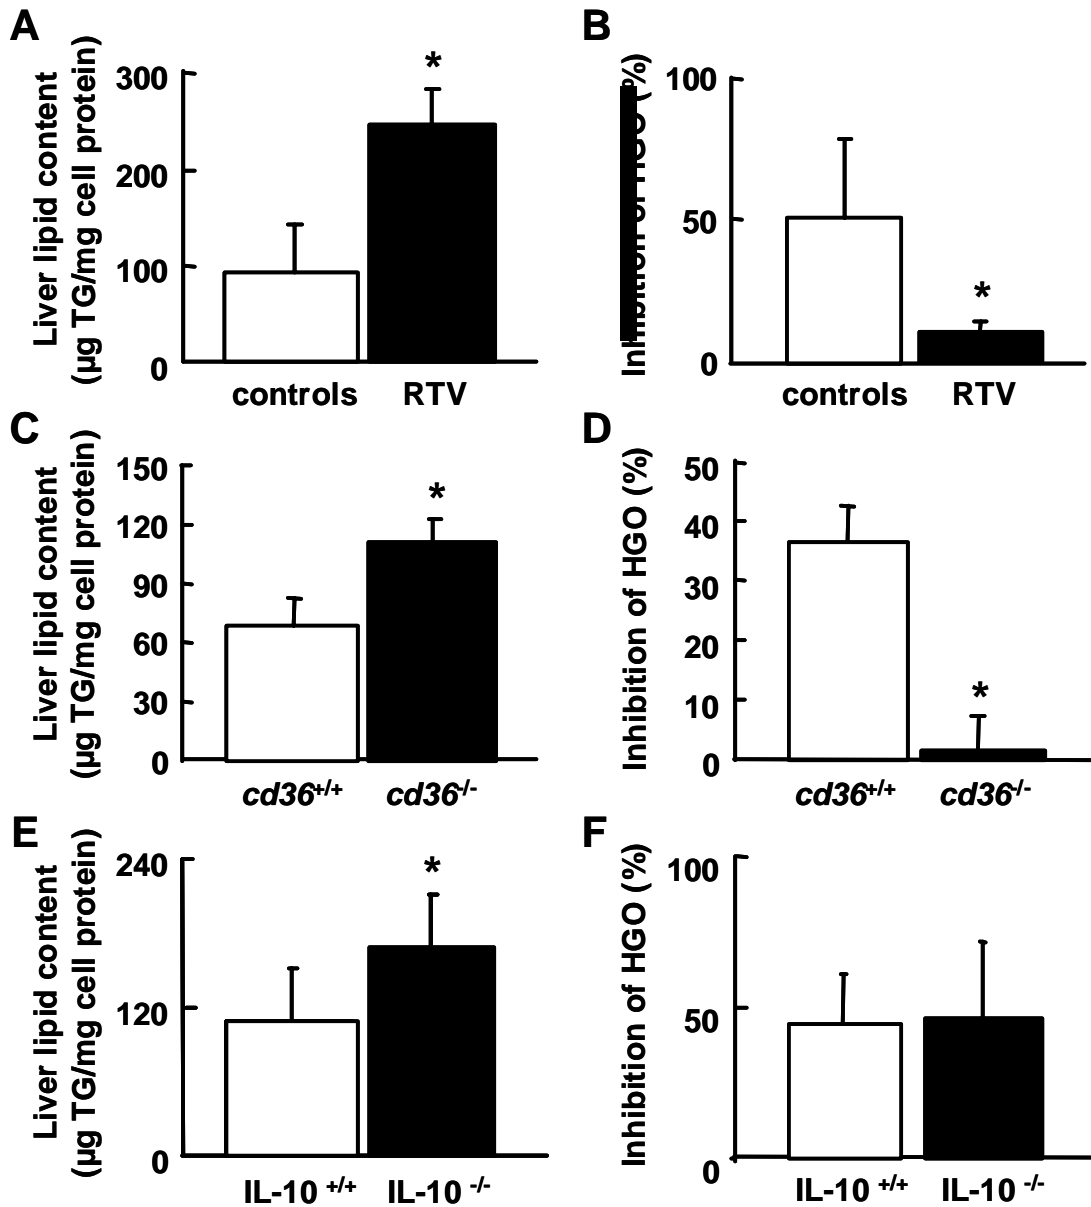 A
Liver lipid content
(µg TG/mg cell protein)
300
200
100
0
*
controls RTV
B
Inhibition of HGO (%)
100
50
0
*
controls RTV
C
Liver lipid content
(µg TG/mg cell protein)
150
120
90
60
30
0
*
cd36+/+ cd36-/-
D
Inhibition of HGO (%)
50
40
30
20
10
0
*
cd36+/+ cd36-/-
E
Liver lipid content
(µg TG/mg cell protein)
240
120
0
*
IL-10 +/+ IL-10 -/-
F
Inhibition of HGO (%)
100
50
0
IL-10 +/+ IL-10 -/-